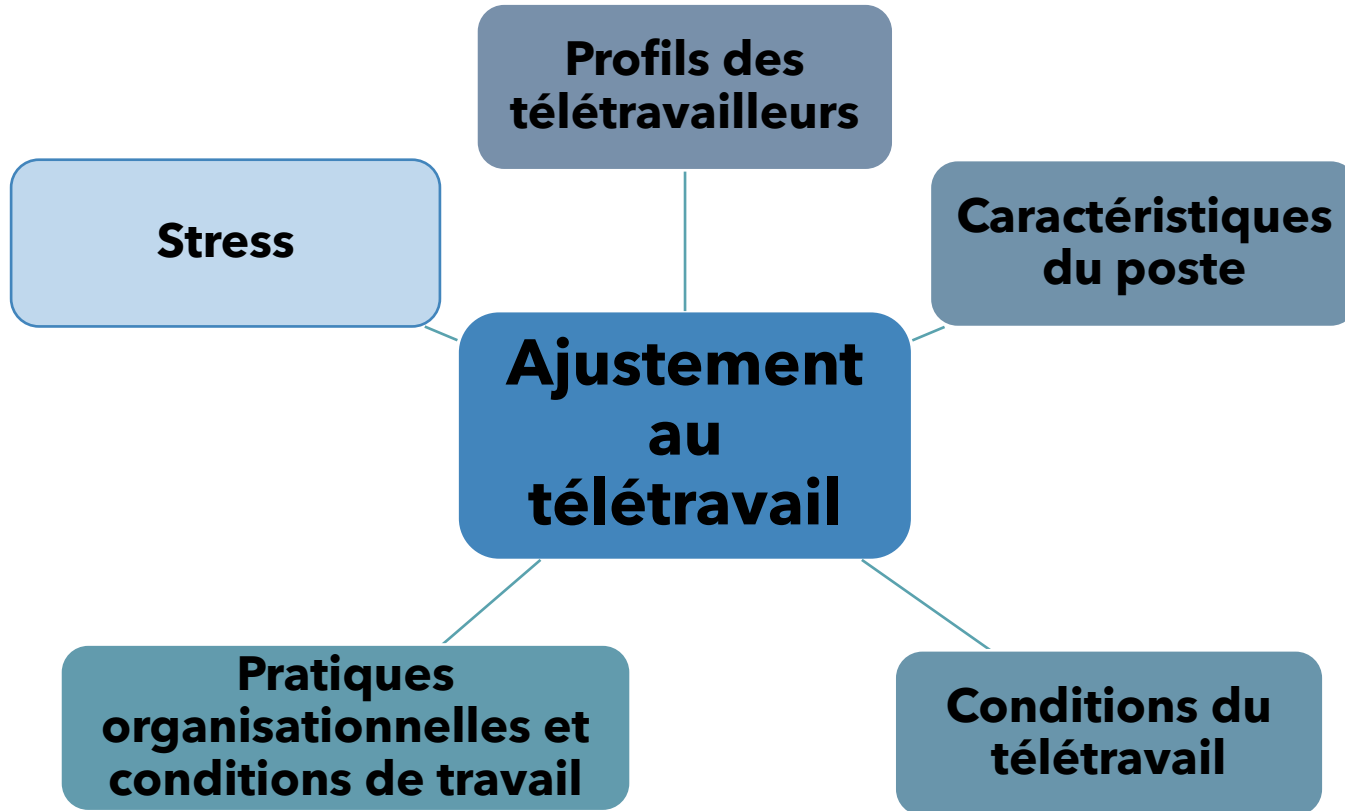 Profils des
télétravailleurs
Stress
Caractéristiques
du poste
Ajustement
au
télétravail
Pratiques
organisationnelles et
conditions de travail
Conditions du
télétravail